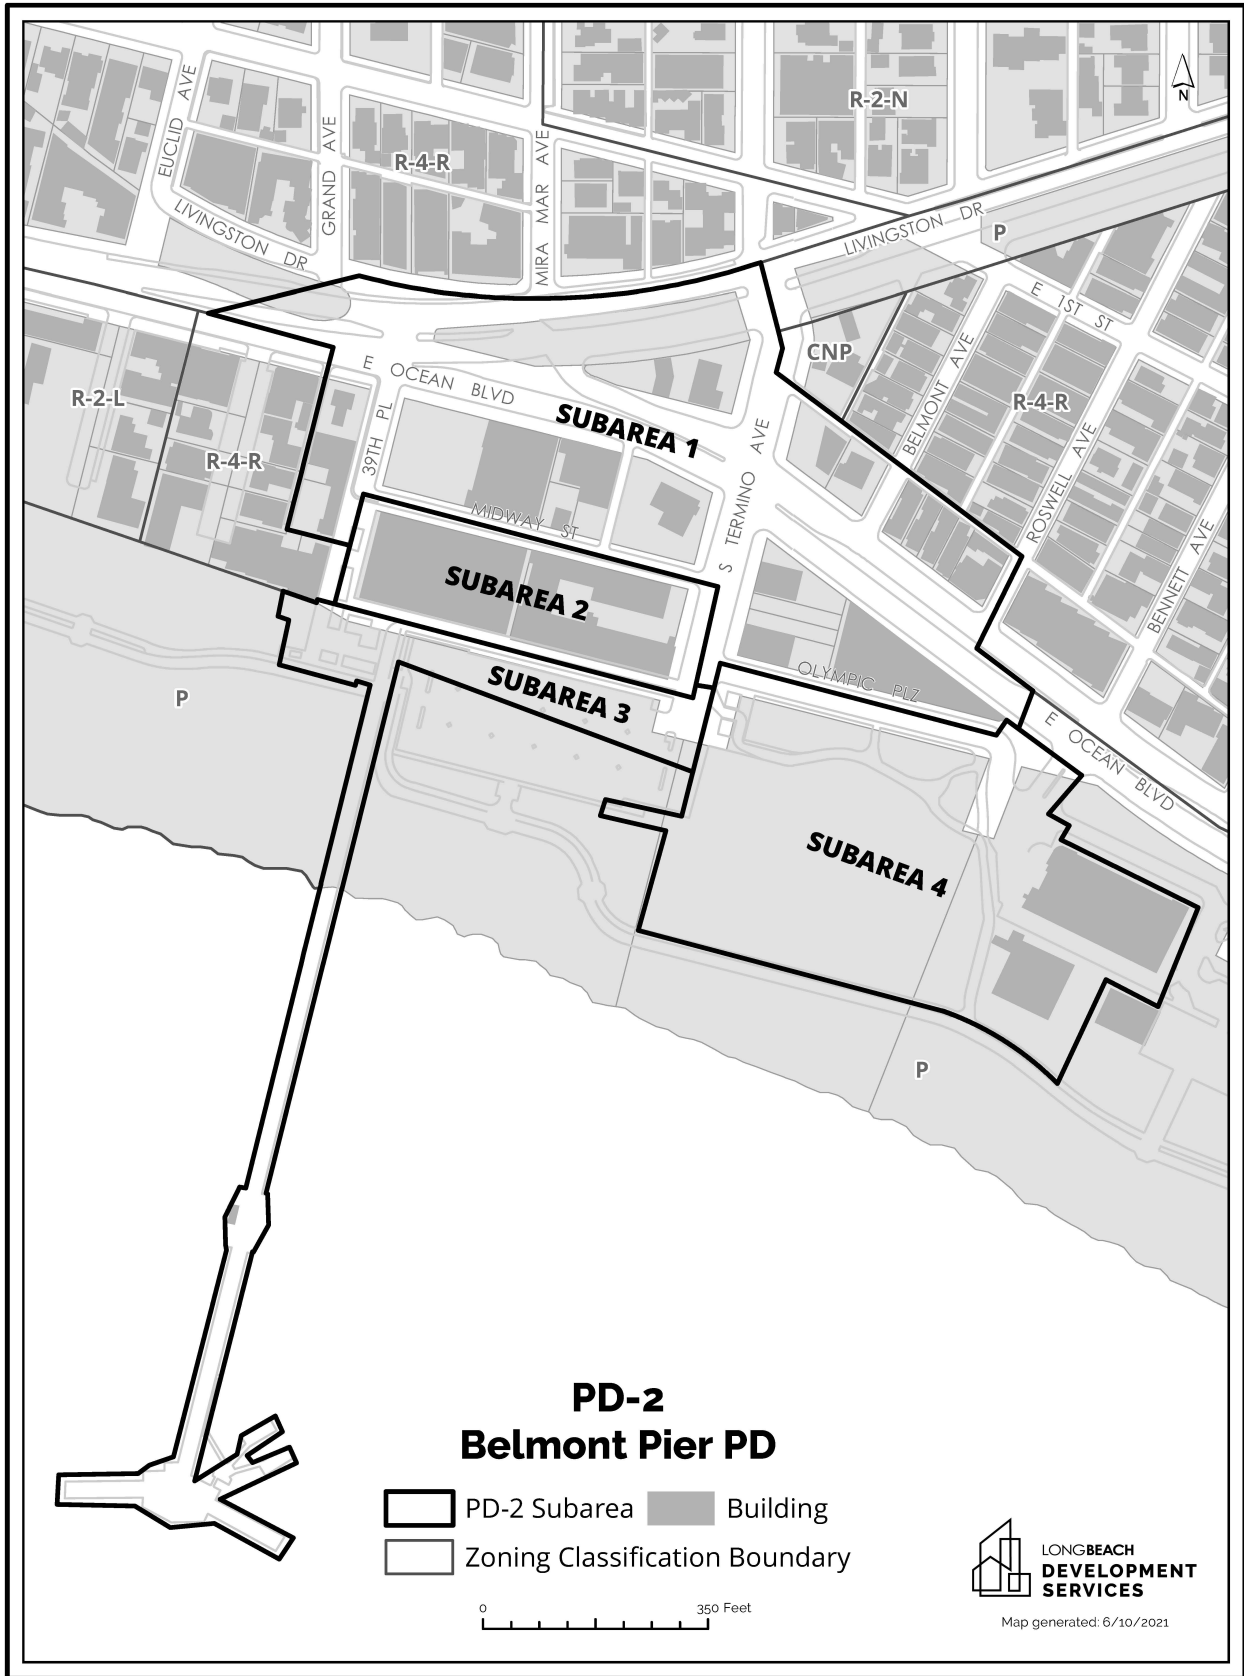 R-2-N
N
EUCLID AVE
GRAND AVE
R-4-R
MIRA MAR AVE
LIVINGSTON DR
LIVINGSTON DR
P
E 1ST ST
CNP
BELMONT AVE
R-4-R
R-2-L
R-4-R
E OCEAN BLVD
39TH PL
SUBAREA 1
S TERMINO AVE
ROSWELL AVE
BENNETT AVE
MIDWAY ST
SUBAREA 2
SUBAREA 3
OLYMPIC PLZ
P
E OCEAN BLVD
SUBAREA 4
P
PD-2
Belmont Pier PD
PD-2 Subarea
Building
Zoning Classification Boundary
0
350 Feet
LONGBEACH
DEVELOPMENT
SERVICES
Map generated: 6/10/2021